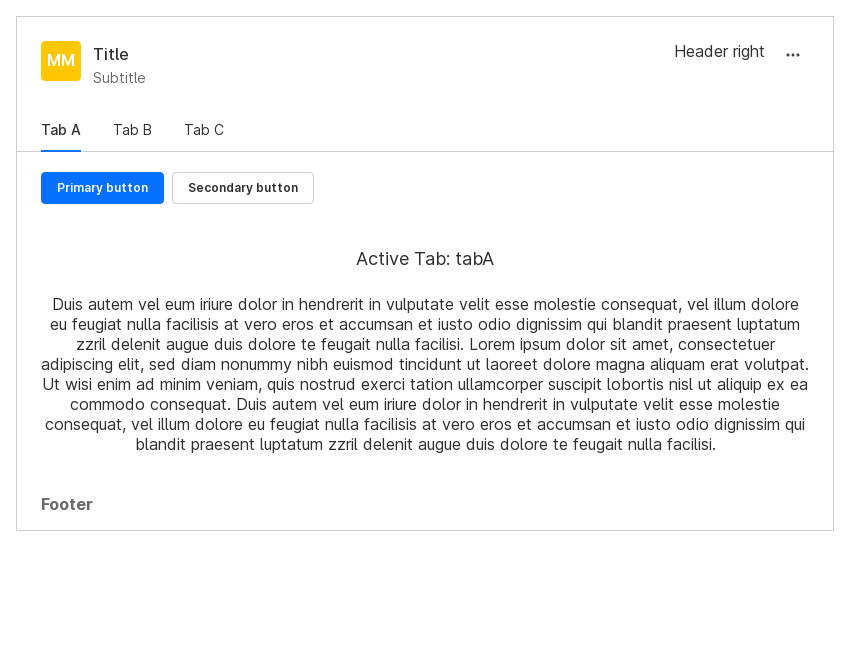 MM
Title
Subtitle
Header right
Tab A
Tab B
Tab C
Primary button
Secondary button
Active Tab: tabA
Duis autem vel eum iriure dolor in hendrerit in vulputate velit esse molestie consequat, vel illum dolore
eu feugiat nulla facilisis at vero eros et accumsan et iusto odio dignissim qui blandit praesent luptatum
zzril delenit augue duis dolore te feugait nulla facilisi. Lorem ipsum dolor sit amet, consectetuer
adipiscing elit, sed diam nonummy nibh euismod tincidunt ut laoreet dolore magna aliquam erat volutpat.
Ut wisi enim ad minim veniam, quis nostrud exerci tation ullamcorper suscipit lobortis nisl ut aliquip ex ea
commodo consequat. Duis autem vel eum iriure dolor in hendrerit in vulputate velit esse molestie
consequat, vel illum dolore eu feugiat nulla facilisis at vero eros et accumsan et iusto odio dignissim qui
blandit praesent luptatum zzril delenit augue duis dolore te feugait nulla facilisi.
Footer